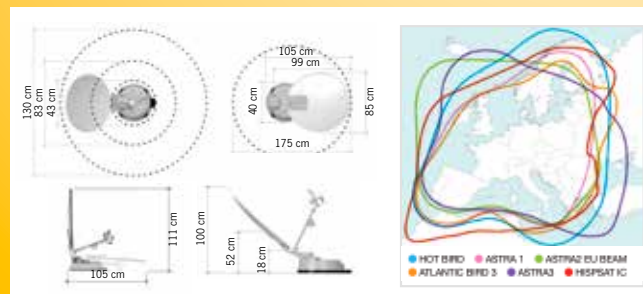 130 cm
83 cm
43 cm
105 cm
99 cm
40 cm
85 cm
175 cm
111 cm
105 cm
100 cm
52 cm
18 cm
HOT BIRD ASTRA 1 ASTRA2 EU BEAM
ATLANTIC BIRD 3 ASTRA3 HISPSAT IC